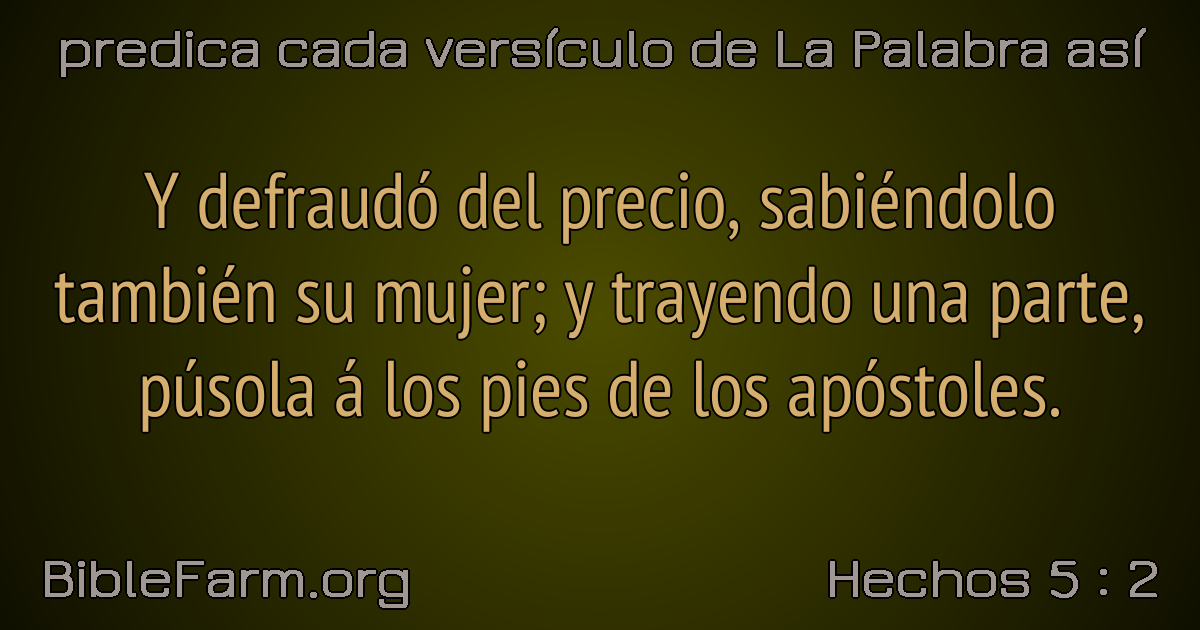 predica cada versículo de La Palabra así
Y defraudó del precio, sabiéndolo
también su mujer; y trayendo una parte,
púsola á los pies de los apóstoles.
BibleFarm.org
Hechos 5 : 2